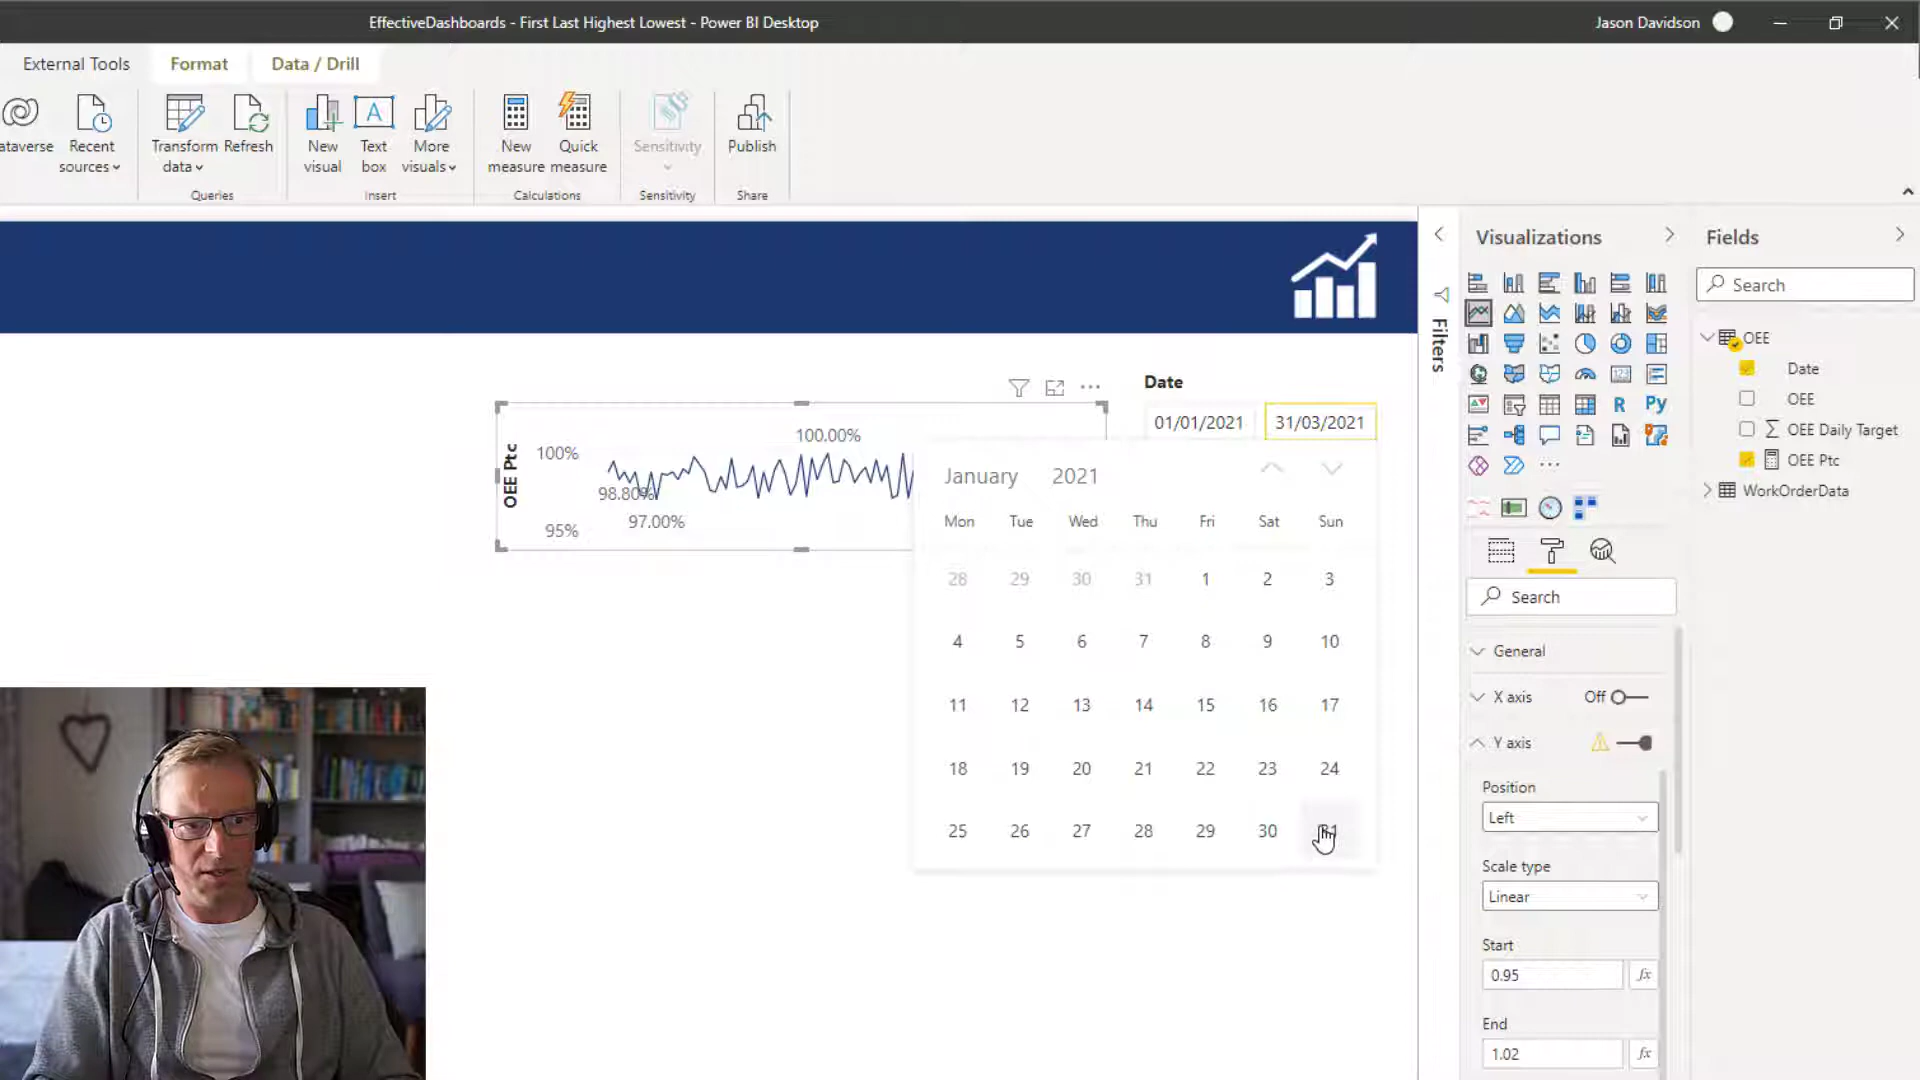 EffectiveDashboards - First Last Highest Lowest - Power BI Desktop
Jason Davidson
External Tools
Format
Data / Drill
ataverse
Recent
sources
Transform
data
Refresh
New
visual
Text
box
More
visuals
New
measure
Quick
measure
Sensitivity
Publish
Queries
Insert
Calculations
Sensitivity
Share
Filters
Visualizations
Fields
Search
R
Py
OEE
Date
OEE
OEE Daily Target
OEE Ptc
WorkOrderData
Date
01/01/2021
31/03/2021
OEE Ptc
100%
95%
100.00%
98.80%
97.00%
January 2021
Mon Tue Wed Thu Fri Sat Sun
28 29 30 31 1 2 3
4 5 6 7 8 9 10
11 12 13 14 15 16 17
18 19 20 21 22 23 24
25 26 27 28 29 30
Search
General
X axis
Off
Y axis
Position
Left
Scale type
Linear
Start
0.95
fx
End
1.02
fx